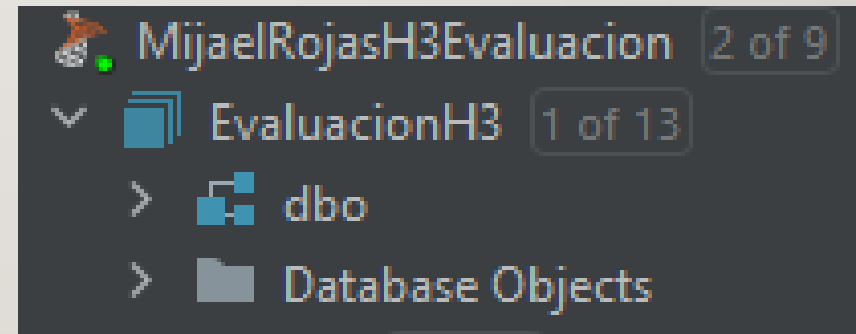 MijaelRojasH3Evaluacion 2 of 9
EvaluacionH3 1 of 13
dbo
Database Objects